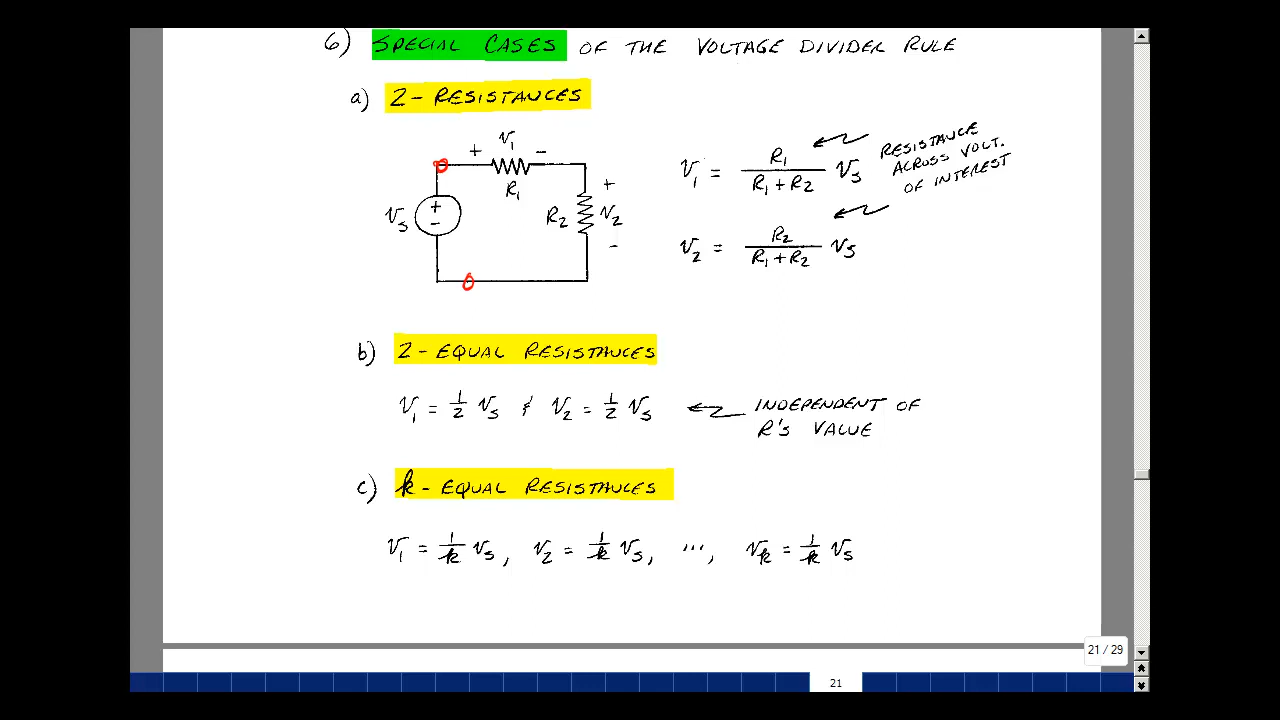 6) SPECIAL CASES OF THE VOLTAGE DIVIDER RULE
a) 2-RESISTANCES
V1
+ -
R1
VS
+
-
R2
+
V2
-
V1 = R1/(R1+R2) VS
RESISTANCE
ACROSS VOLT.
OF INTEREST
V2 = R2/(R1+R2) VS
b) 2-EQUAL RESISTANCES
V1 = 1/2 VS & V2 = 1/2 VS
INDEPENDENT OF
R'S VALUE
c) k-EQUAL RESISTANCES
V1 = 1/k VS, V2 = 1/k VS, ..., Vk = 1/k VS
21 / 29
21